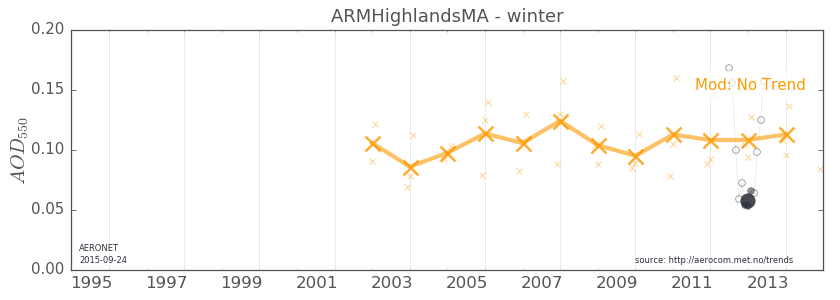 ARMHighlandsMA - winter
0.20
0.15
0.10
0.05
0.00
AOD550
Mod: No Trend
AERONET
2015-09-24
source: http://aerocom.met.no/trends
1995 1997 1999 2001 2003 2005 2007 2009 2011 2013